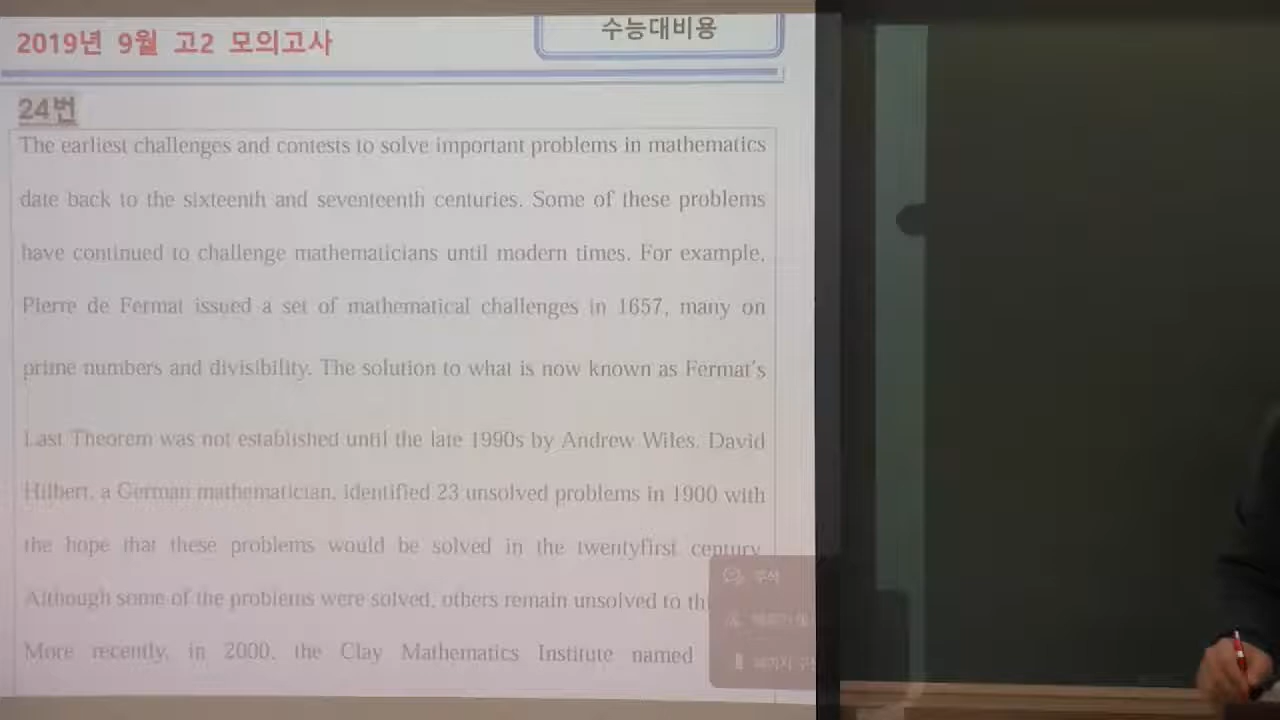 2019년 9월 고2 모의고사
수능대비용
24번
The earliest challenges and contests to solve important problems in mathematics
date back to the sixteenth and seventeenth centuries. Some of these problems
have continued to challenge mathematicians until modern times. For example,
Pierre de Fermat issued a set of mathematical challenges in 1657, many on
prime numbers and divisibility. The solution to what is now known as Fermat's
Last Theorem was not established until the late 1990s by Andrew Wiles. David
Hilbert, a German mathematician, identified 23 unsolved problems in 1900 with
the hope that these problems would be solved in the twentyfirst century.
Although some of the problems were solved, others remain unsolved to
More recently, in 2000, the Clay Mathematics Institute named
주석